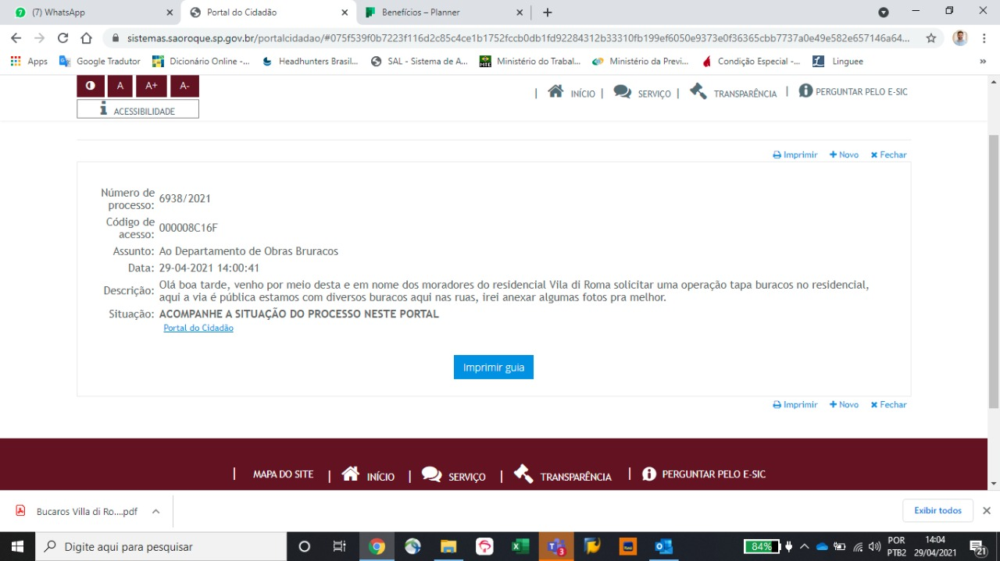 (7) WhatsApp
Portal do Cidadão
Benefícios – Planner
sistemas.saoroque.sp.gov.br/portalcidadao/#075f539f0b7223f116d2c85c4ce1b1752fccb0db1fd92284312b33310fb199ef6050e9373e0f36365cbb7737a0e49e582e657146a64...
Apps
Google Tradutor
Dicionário Online -...
Headhunters Brasil...
SAL - Sistema de A...
Ministério do Trabal...
Ministério da Previ...
Condição Especial -...
Linguee
A
A+
A-
ACESSIBILIDADE
| INÍCIO | SERVIÇO | TRANSPARÊNCIA | PERGUNTAR PELO E-SIC
Imprimir Novo Fechar
Número de processo: 6938/2021
Código de acesso: 000008C16F
Assunto: Ao Departamento de Obras Bruracos
Data: 29-04-2021 14:00:41
Descrição: Olá boa tarde, venho por meio desta e em nome dos moradores do residencial Vila di Roma solicitar uma operação tapa buracos no residencial,
aqui a via é pública estamos com diversos buracos aqui nas ruas, irei anexar algumas fotos pra melhor.
Situação: ACOMPANHE A SITUAÇÃO DO PROCESSO NESTE PORTAL
Portal do Cidadão
Imprimir guia
Imprimir Novo Fechar
| MAPA DO SITE | INÍCIO | SERVIÇO | TRANSPARÊNCIA | PERGUNTAR PELO E-SIC
Bucaros Villa di Ro....pdf
Exibir todos
Digite aqui para pesquisar
84%
POR
PTB2
14:04
29/04/2021
21